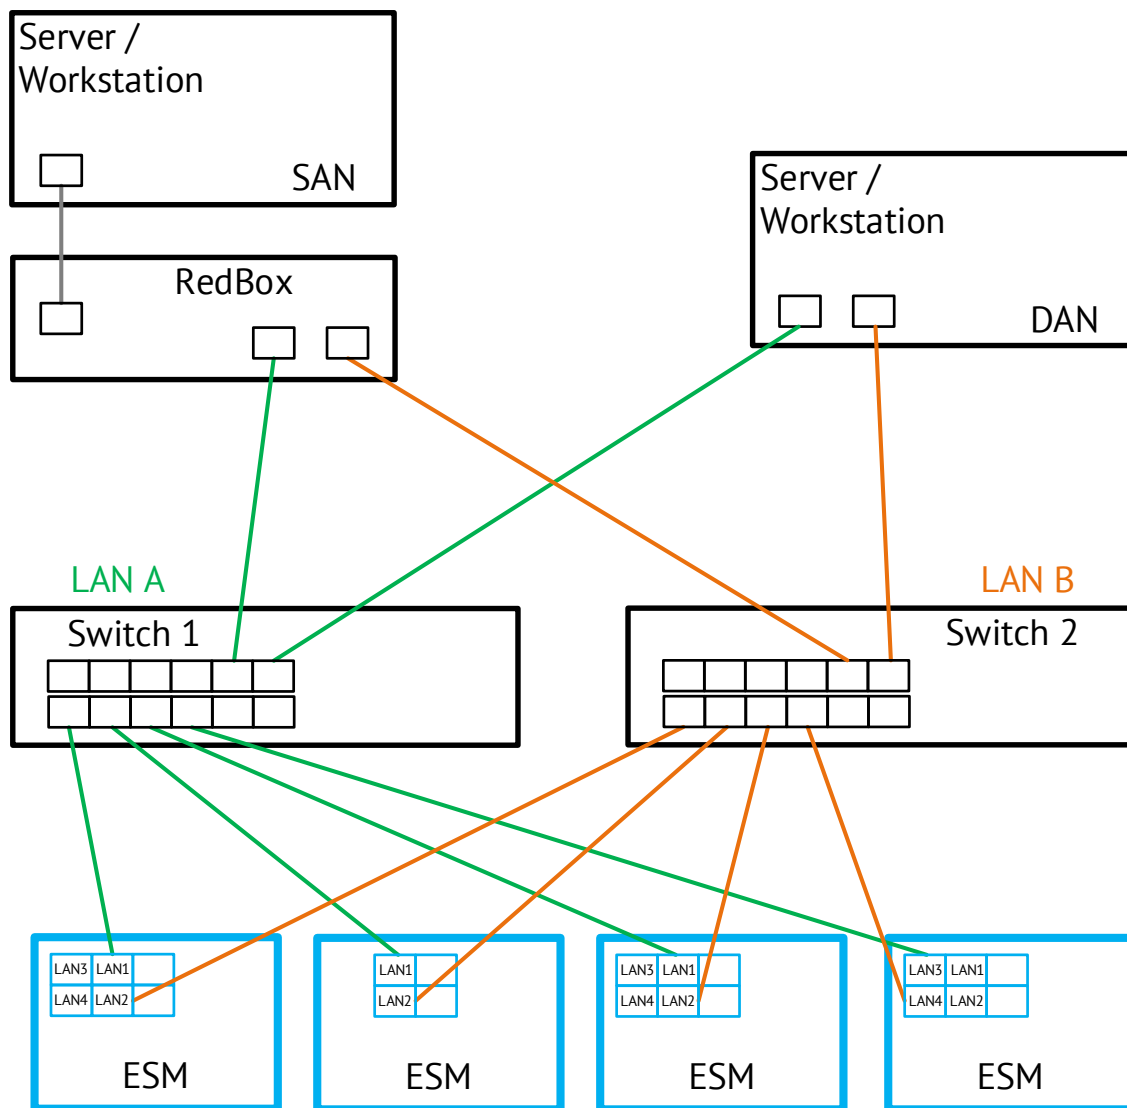 Server /
Workstation
SAN
RedBox
Server /
Workstation
DAN
LAN A
Switch 1
LAN B
Switch 2
LAN3 LAN1
LAN4 LAN2
ESM
LAN1
LAN2
ESM
LAN3 LAN1
LAN4 LAN2
ESM
LAN3 LAN1
LAN4 LAN2
ESM